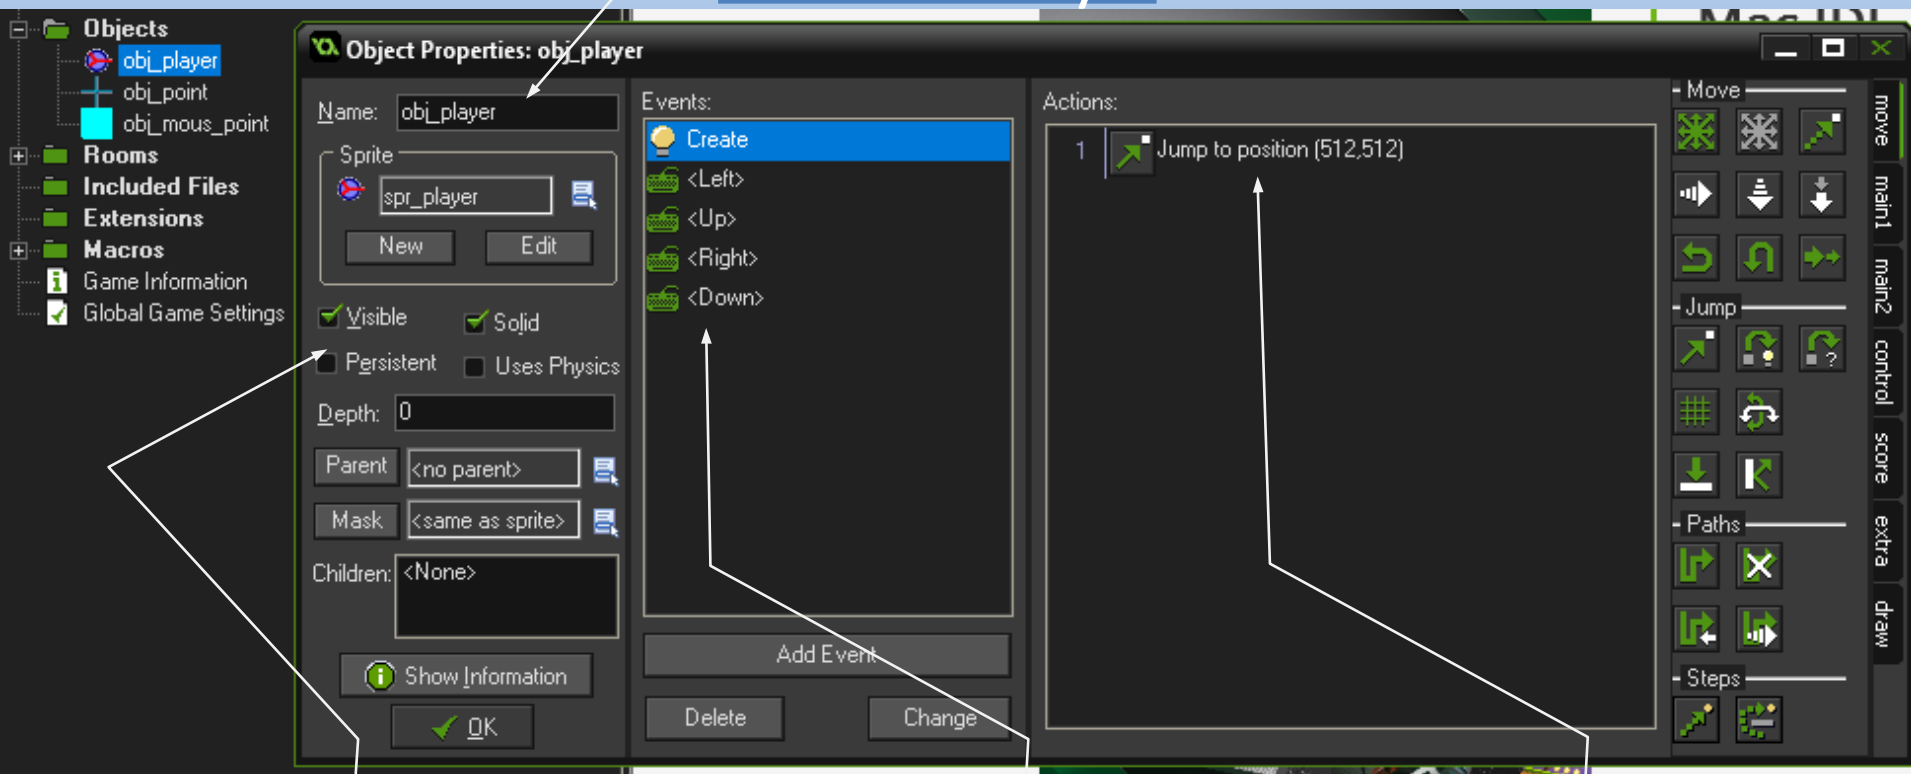 Objects
obj_player
obj_point
obj_mous_point
Rooms
Included Files
Extensions
Macros
Game Information
Global Game Settings
Object Properties: obj_player
Name: obj_player
Sprite
spr_player
New Edit
Visible Solid
Persistent Uses Physics
Depth: 0
Parent <no parent>
Mask <same as sprite>
Children: <None>
Show Information
OK
Events:
Create
<Left>
<Up>
<Right>
<Down>
Add Event
Delete Change
Actions:
1 Jump to position (512,512)
Move
Jump
Paths
Steps
move
main1
main2
control
score
extra
draw